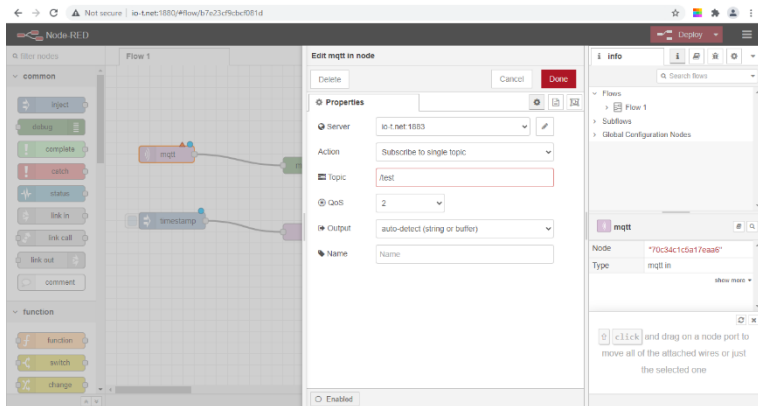 Not secure | io-t.net:1880/#flow/b7e23cf9cbcf081d
Node-RED
Deploy
filter nodes
Flow 1
common
inject
debug
complete
catch
status
link in
link call
link out
comment
function
function
switch
change
mqtt
timestamp
Edit mqtt in node
Delete
Cancel
Done
Properties
Server
io-t.net:1883
Action
Subscribe to single topic
Topic
/test
QoS
2
Output
auto-detect (string or buffer)
Name
Name
Enabled
info
Search flows
Flows
Flow 1
Subflows
Global Configuration Nodes
mqtt
Node
"70c34c1c5a17eaa6"
Type
mqtt in
show more
click and drag on a node port to
move all of the attached wires or just
the selected one